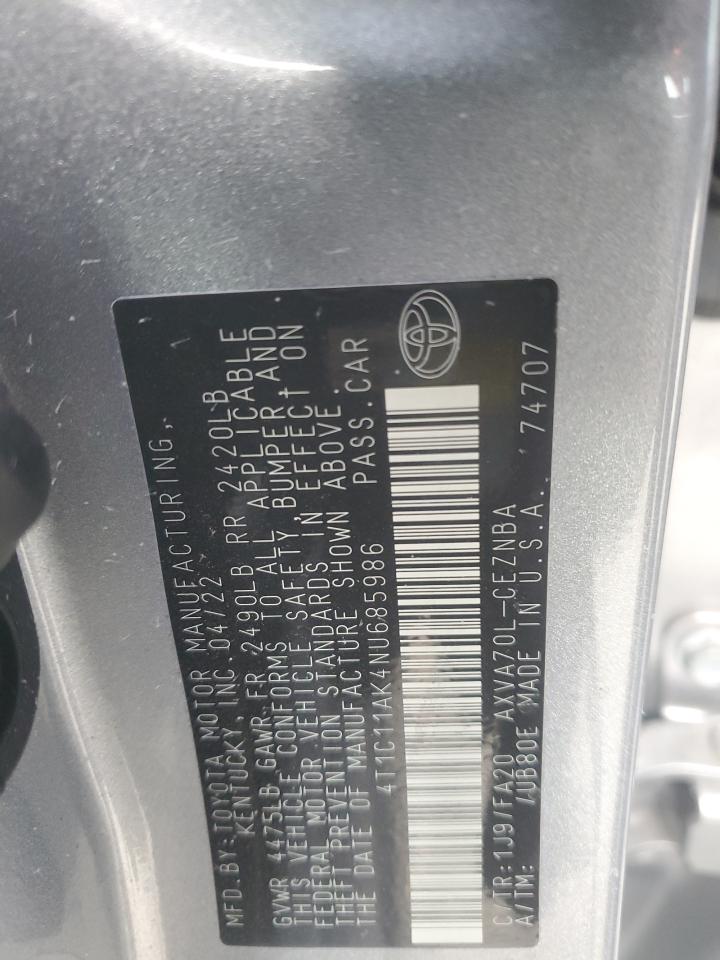 MFD.BY:TOYOTA MOTOR MANUFACTURING,
KENTUCKY, INC.04/22
GVWR 4475LB GAWR FR 2490LB RR 2420LB
THIS VEHICLE CONFORMS TO ALL APPLICABLE
FEDERAL MOTOR VEHICLE SAFETY, BUMPER AND
THEFT PREVENTION STANDARDS IN EFFECT ON
THE DATE OF MANUFACTURE SHOWN ABOVE.
4T1C11AK4NU685986 PASS.CAR
C/TR:1J9/FA20 AXVA70L-CEZNBA
A/TM: /UB80E MADE IN U.S.A. 74707